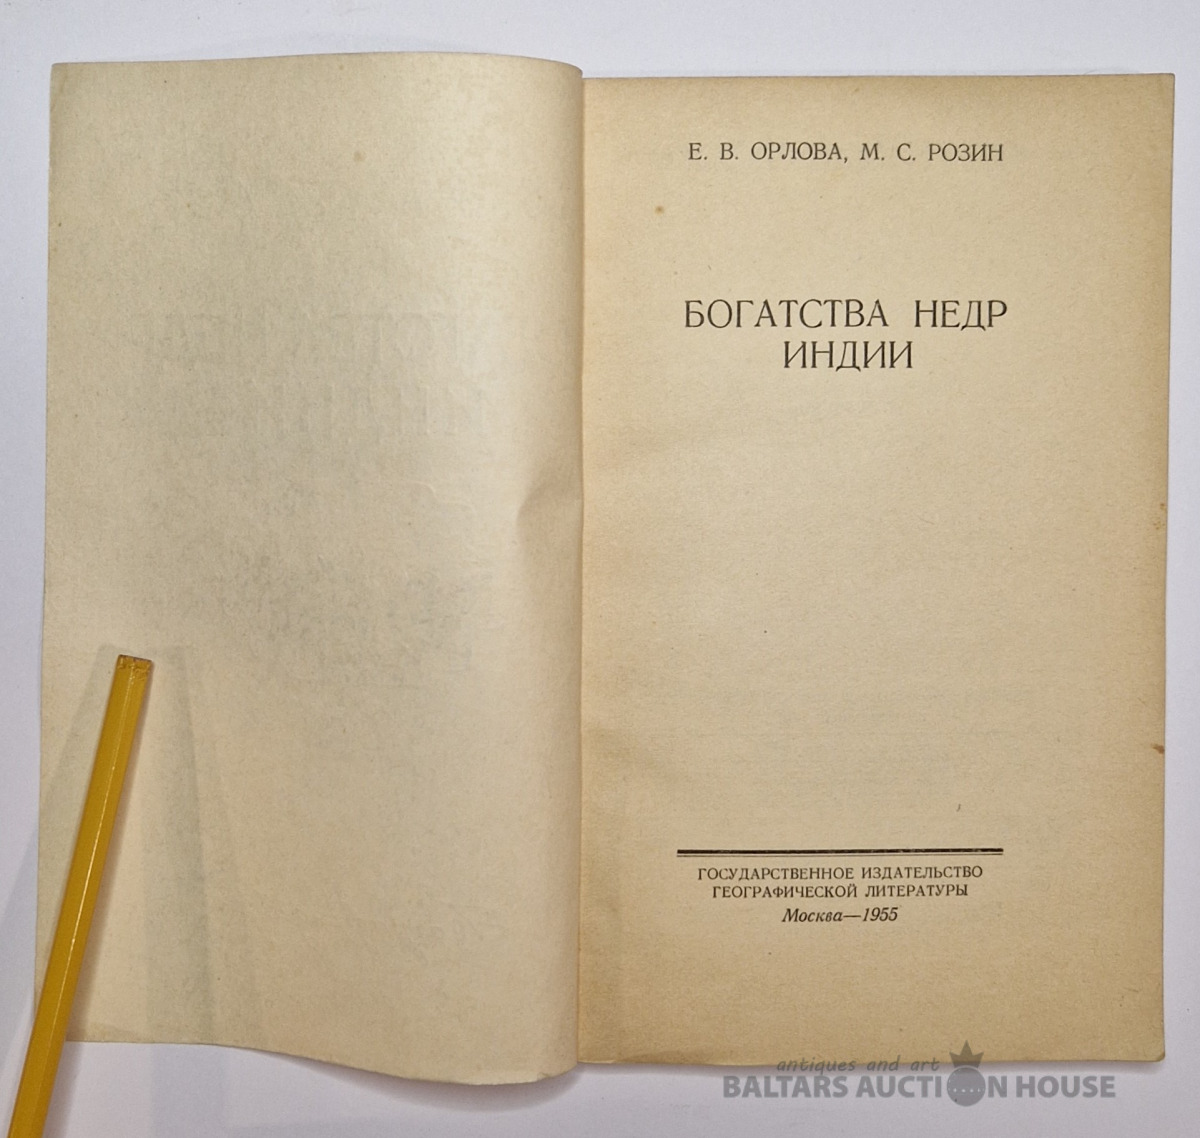 Е. В. ОРЛОВА, М. С. РОЗИН
БОГАТСТВА НЕДР
ИНДИИ
ГОСУДАРСТВЕННОЕ ИЗДАТЕЛЬСТВО
ГЕОГРАФИЧЕСКОЙ ЛИТЕРАТУРЫ
Москва—1955
antiques and art
BALTARS AUCTION HOUSE